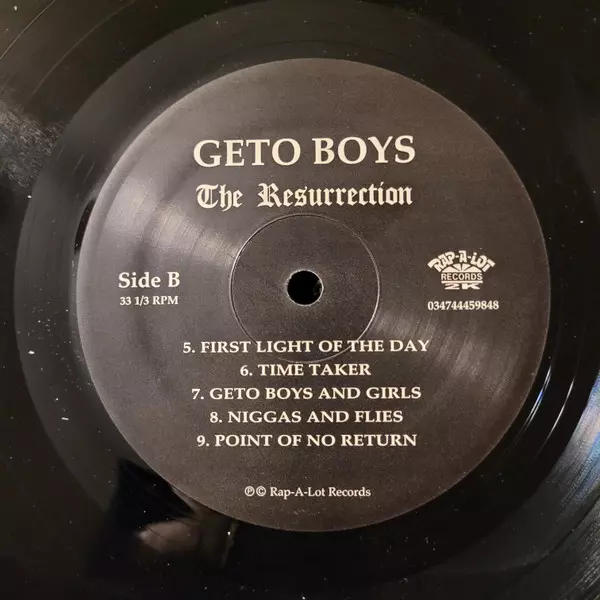 GETO BOYS
The Resurrection
Side B
33 1/3 RPM
RAP-A-LOT
RECORDS
2K
034744459848
5. FIRST LIGHT OF THE DAY
6. TIME TAKER
7. GETO BOYS AND GIRLS
8. NIGGAS AND FLIES
9. POINT OF NO RETURN
℗© Rap-A-Lot Records